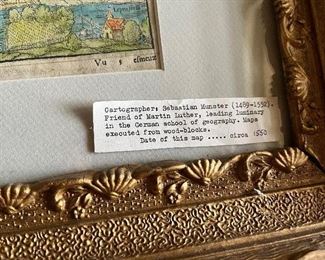 Cartographer: Sebastian Munster (1489-1552).
Friend of Martin Luther, leading luminary
in the German school of geography. Maps
executed from wood-blocks.
Date of this map ..... circa 1550